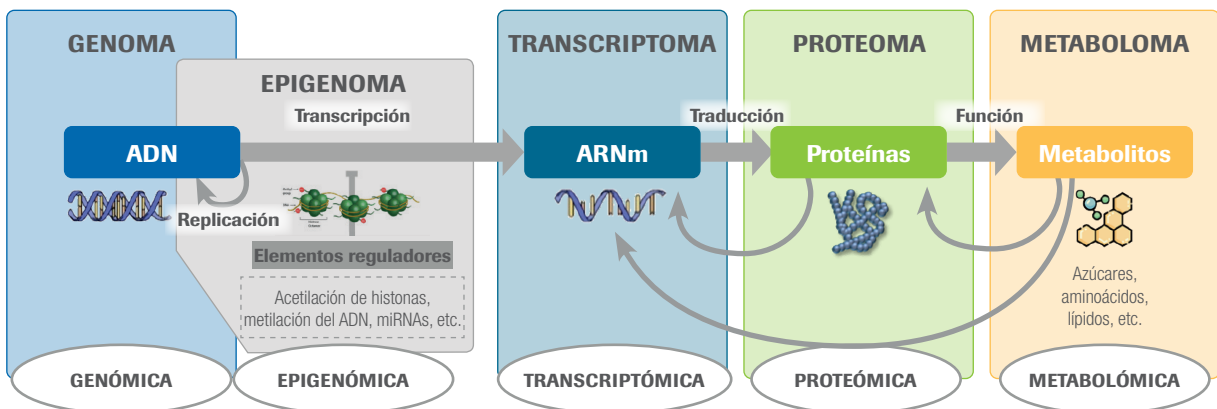 GENOMA
EPIGENOMA
TRANSCRIPTOMA
PROTEOMA
METABOLOMA
Transcripción
Traducción
Función
ADN
ARNm
Proteínas
Metabolitos
Replicación
Elementos reguladores
Acetilación de histonas,
metilación del ADN, miRNAs, etc.
Azúcares,
aminoácidos,
lípidos, etc.
GENÓMICA
EPIGENÓMICA
TRANSCRIPTÓMICA
PROTEÓMICA
METABOLÓMICA